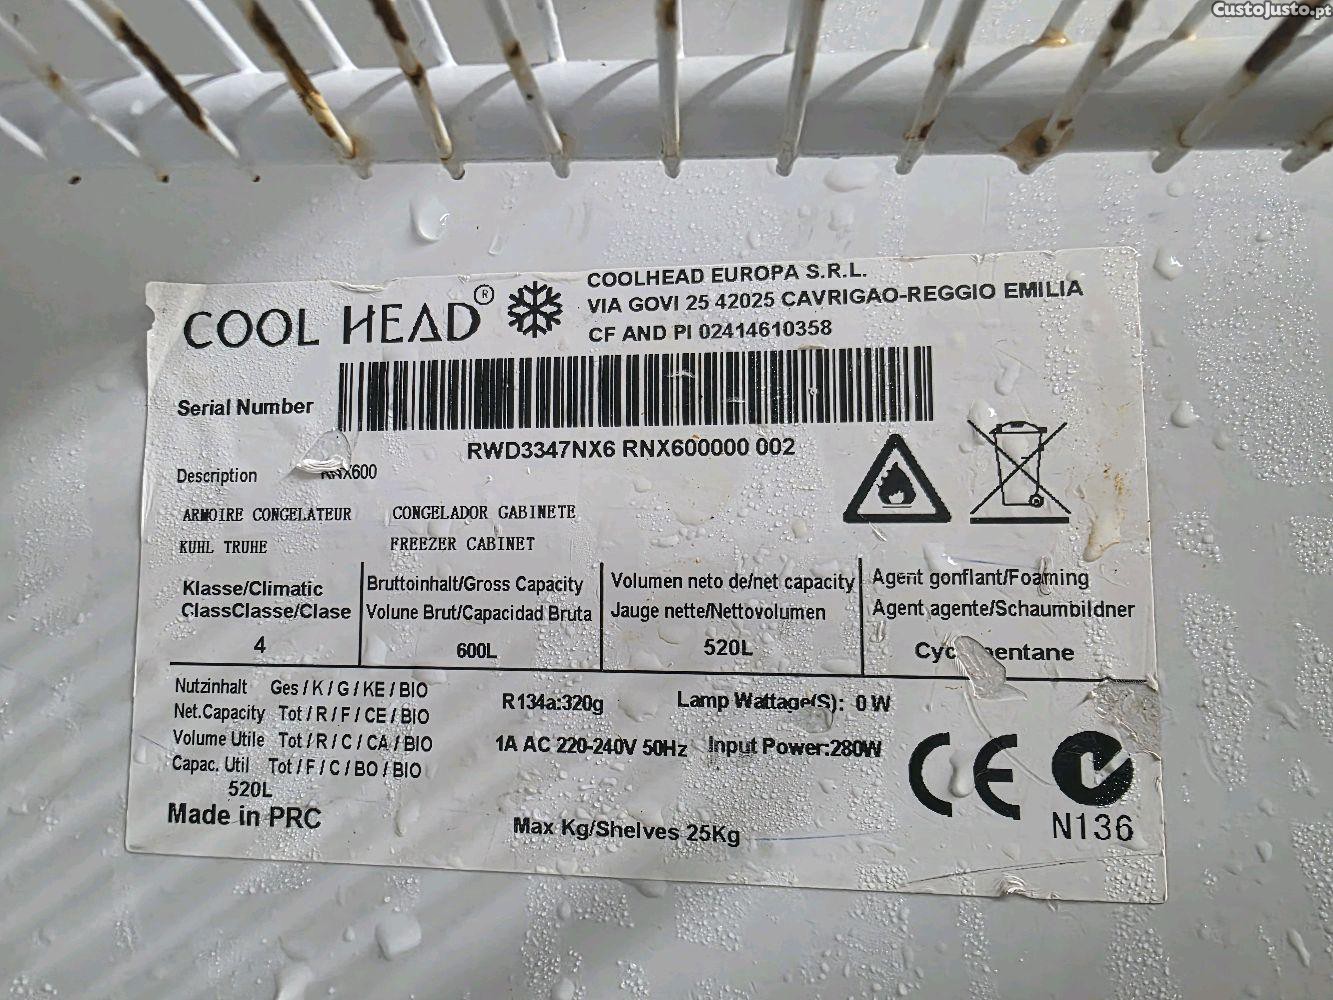 CustoJusto.pt
COOL HEAD ®
COOLHEAD EUROPA S.R.L.
VIA GOVI 25 42025 CAVRIGAO-REGGIO EMILIA
CF AND PI 02414610358
Serial Number
RWD3347NX6 RNX600000 002
Description RNX600
ARMOIRE CONGELATEUR CONGELADOR GABINETE
KUHL TRUHE FREEZER CABINET
Klasse/Climatic
ClassClasse/Clase
4
Bruttoinhalt/Gross Capacity
Volune Brut/Capacidad Bruta
600L
Volumen neto de/net capacity
Jauge nette/Nettovolumen
520L
Agent gonflant/Foaming
Agent agente/Schaumbildner
Nutzinhalt Ges/K/G/KE/BIO
Net.Capacity Tot/R/F/CE/BIO
Volume Utile Tot/R/C/CA/BIO
Capac. Util Tot/F/C/BO/BIO
520L
R134a:320g Lamp Wattage(S): 0 W
1A AC 220-240V 50Hz Input Power:280W
Made in PRC
Max Kg/Shelves 25Kg
CE
N136